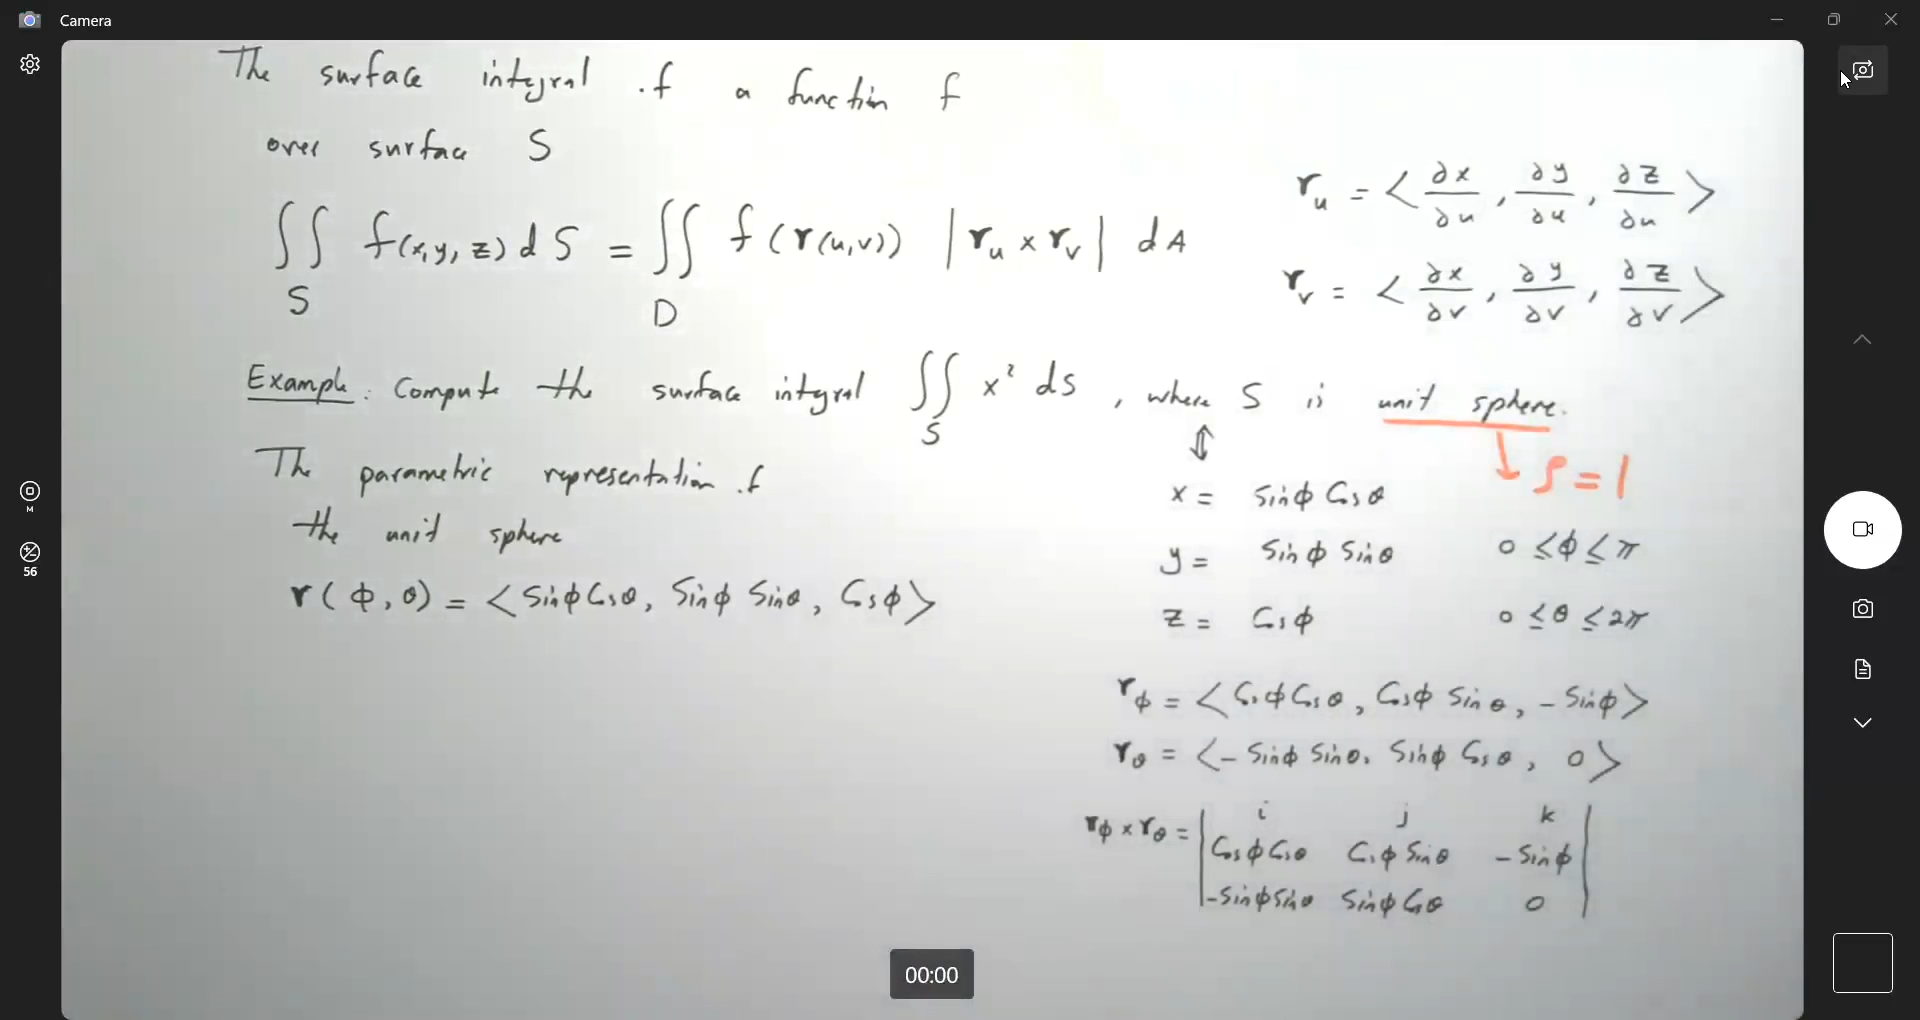 Camera
The surface integral of a function f
over surface S
∬_S f(x,y,z) dS = ∬_D f(r(u,v)) |r_u × r_v| dA
r_u = <∂x/∂u, ∂y/∂u, ∂z/∂u>
r_v = <∂x/∂v, ∂y/∂v, ∂z/∂v>
Example: Compute the surface integral ∬_S x² dS, where S is unit sphere.
⇕
↓ ρ = 1
The parametric representation of
the unit sphere
r(φ,θ) = <Sinφ Cosθ, Sinφ Sinθ, Cosφ>
x = Sinφ Cosθ
y = Sinφ Sinθ 0 ≤ φ ≤ π
z = Cosφ 0 ≤ θ ≤ 2π
r_φ = <Cosφ Cosθ, Cosφ Sinθ, -Sinφ>
r_θ = <-Sinφ Sinθ, Sinφ Cosθ, 0>
r_φ × r_θ = | i j k
Cosφ Cosθ Cosφ Sinθ -Sinφ
-Sinφ Sinθ Sinφ Cosθ 0 |
M
56
00:00